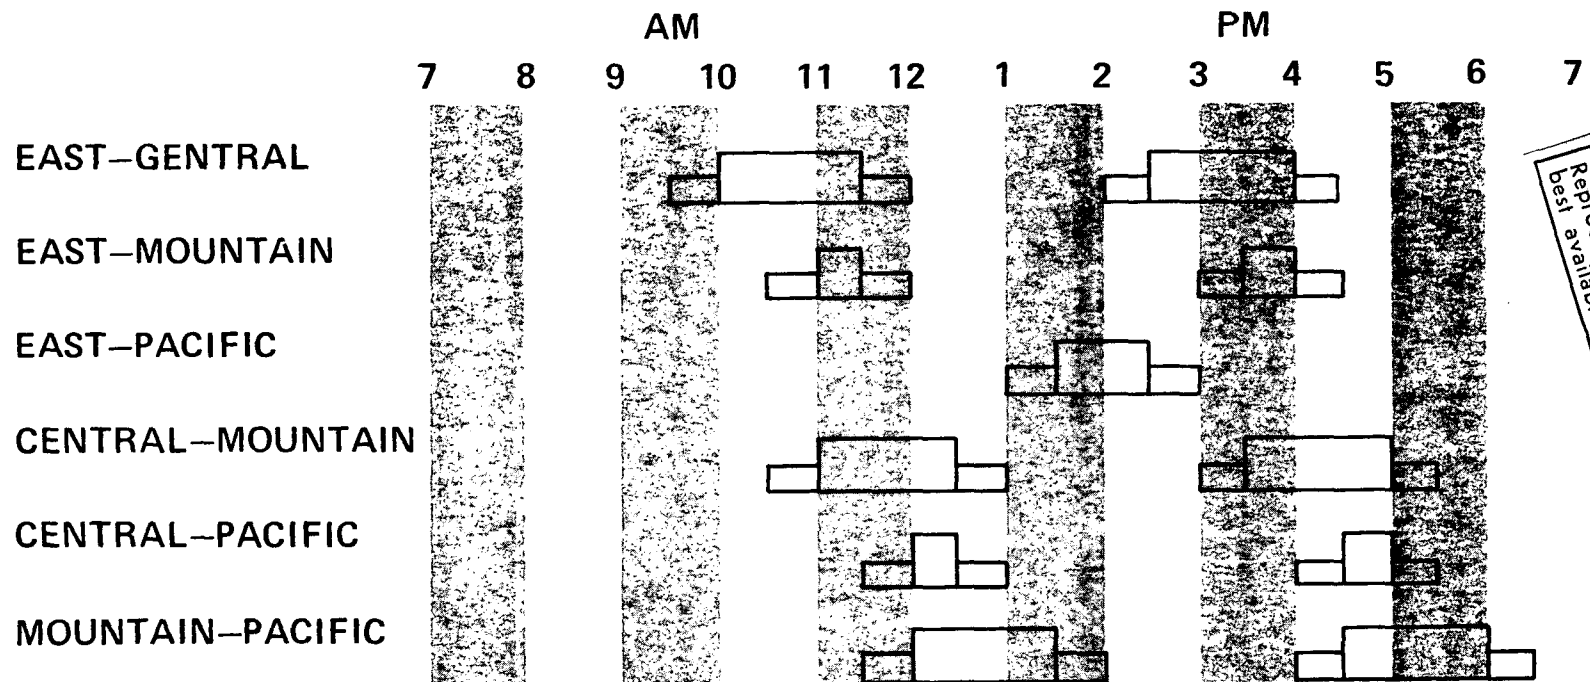 AM PM
7 8 9 10 11 12 1 2 3 4 5 6 7
EAST–GENTRAL
EAST–MOUNTAIN
EAST–PACIFIC
CENTRAL–MOUNTAIN
CENTRAL–PACIFIC
MOUNTAIN–PACIFIC
best